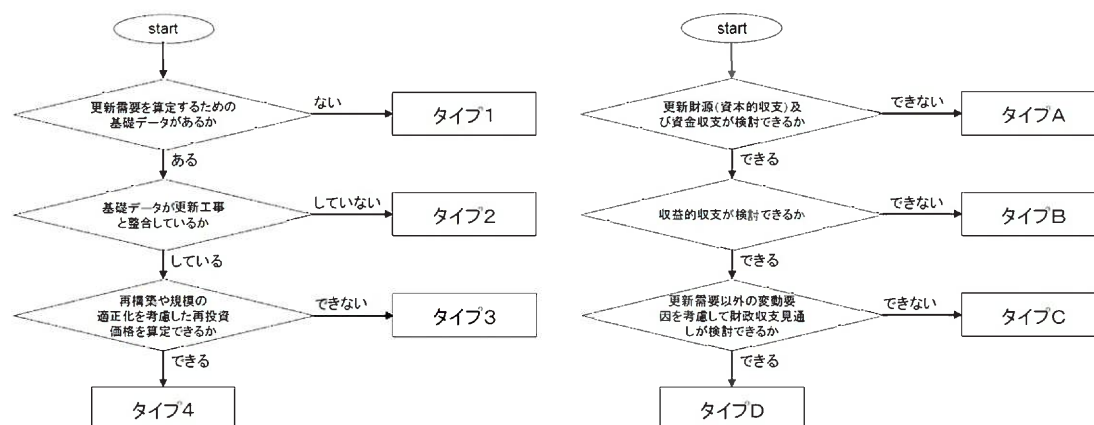 start
更新需要を算定するための
基礎データがあるか
ない
タイプ1
ある
基礎データが更新工事
と整合しているか
していない
タイプ2
している
再構築や規模の
適正化を考慮した再投資
価格を算定できるか
できない
タイプ3
できる
タイプ4
start
更新財源(資本的収支)及
び資金収支が検討できるか
できない
タイプA
できる
収益的収支が検討できるか
できない
タイプB
できる
更新需要以外の変動要
因を考慮して財政収支見通
しが検討できるか
できない
タイプC
できる
タイプD